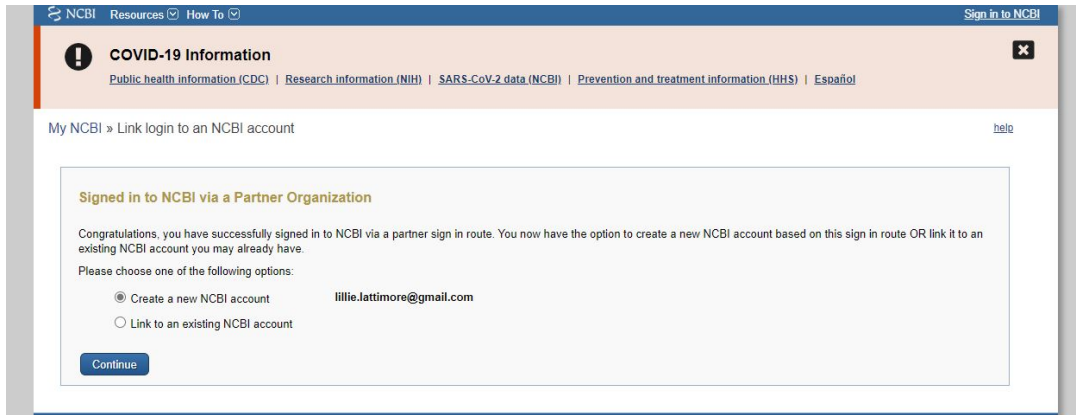 NCBI Resources How To Sign in to NCBI
COVID-19 Information
Public health information (CDC) | Research information (NIH) | SARS-CoV-2 data (NCBI) | Prevention and treatment information (HHS) | Español
My NCBI » Link login to an NCBI account help
Signed in to NCBI via a Partner Organization
Congratulations, you have successfully signed in to NCBI via a partner sign in route. You now have the option to create a new NCBI account based on this sign in route OR link it to an
existing NCBI account you may already have.
Please choose one of the following options:
Create a new NCBI account lillie.lattimore@gmail.com
Link to an existing NCBI account
Continue